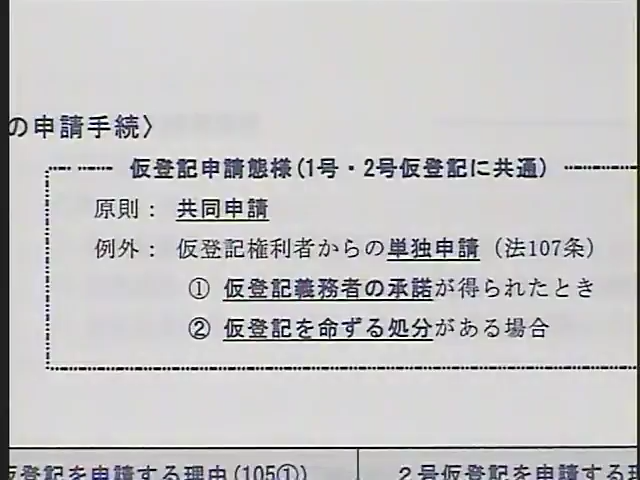 の申請手続〉
仮登記申請態様(1号・2号仮登記に共通)
原則： 共同申請
例外： 仮登記権利者からの単独申請（法107条）
① 仮登記義務者の承諾が得られたとき
② 仮登記を命ずる処分がある場合
仮登記を申請する理由(105①)
2号仮登記を申請する